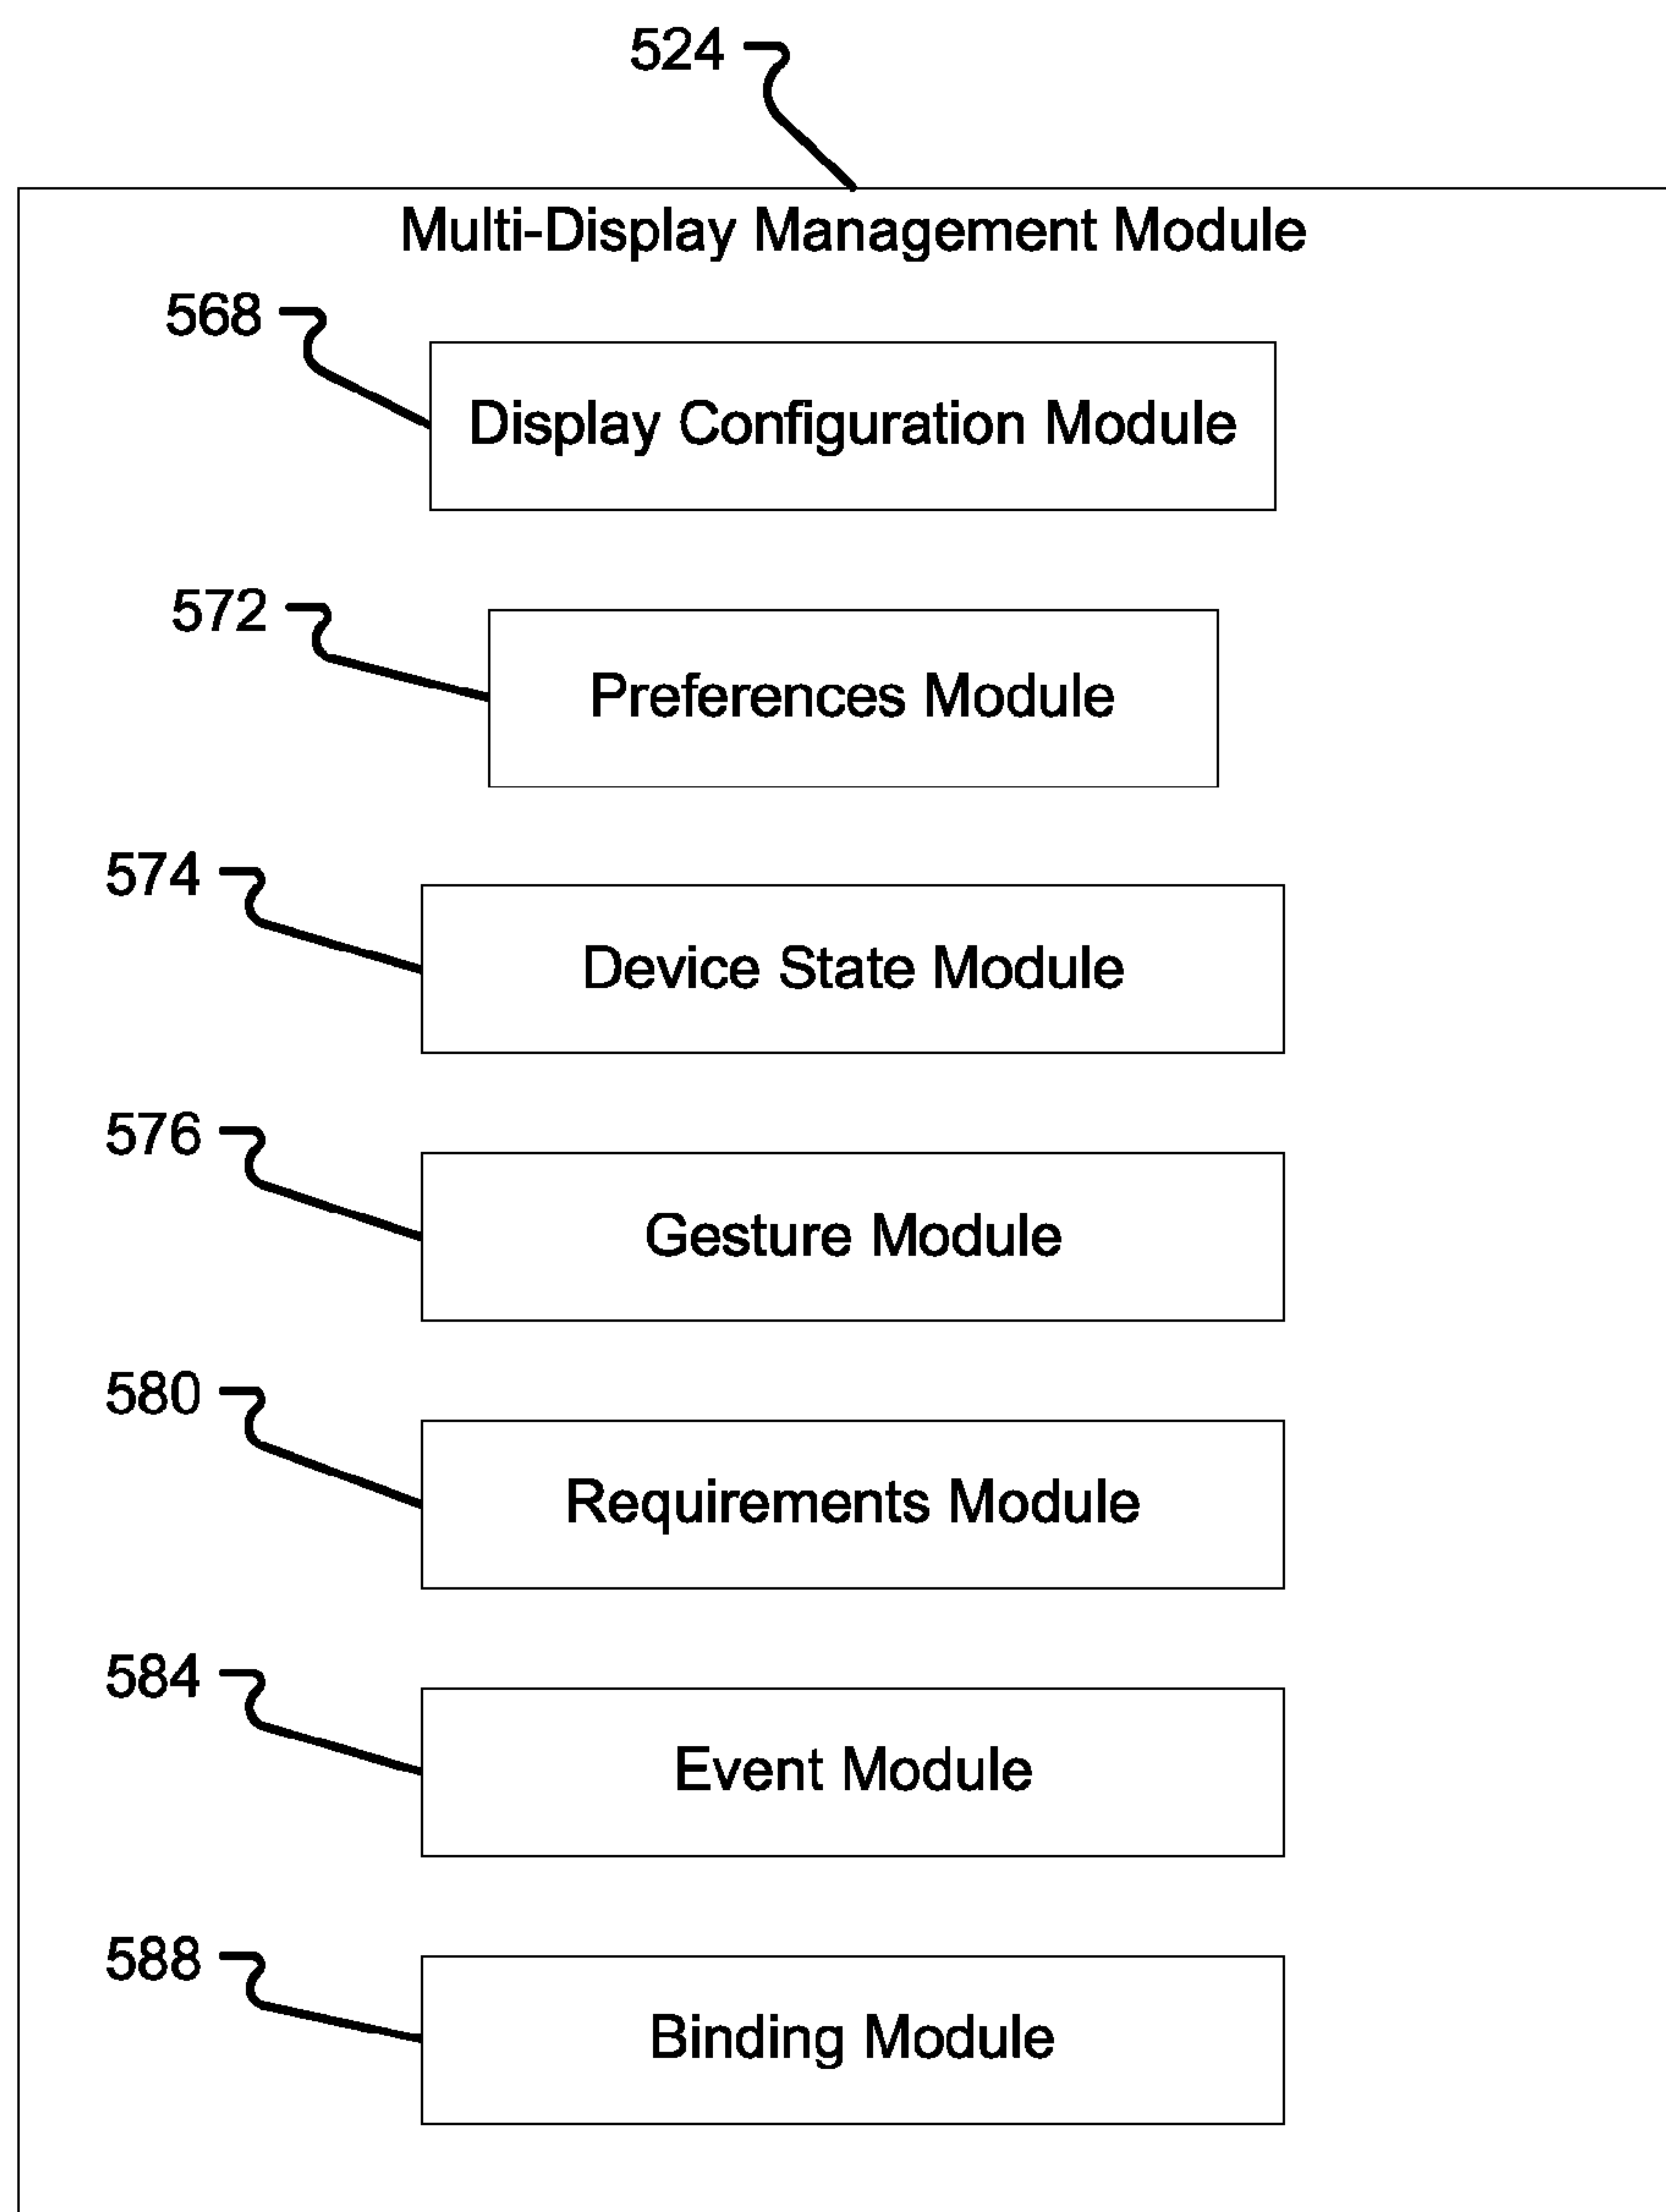 524
Multi-Display Management Module
568
Display Configuration Module
572
Preferences Module
574
Device State Module
576
Gesture Module
580
Requirements Module
584
Event Module
588
Binding Module